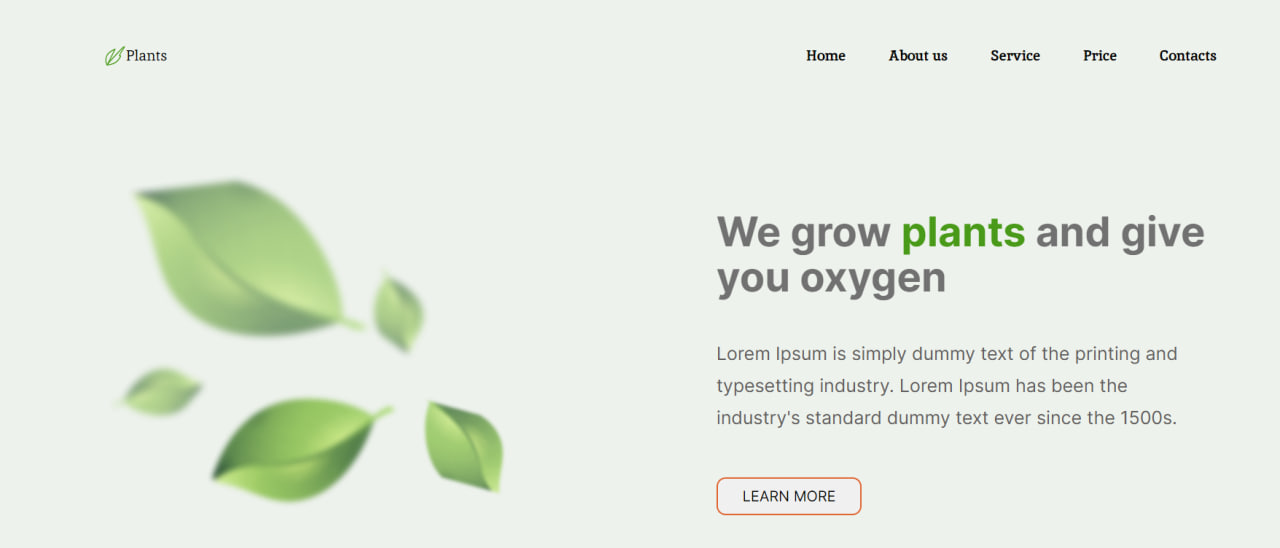 Plants
Home About us Service Price Contacts
We grow plants and give
you oxygen
Lorem Ipsum is simply dummy text of the printing and
typesetting industry. Lorem Ipsum has been the
industry's standard dummy text ever since the 1500s.
LEARN MORE